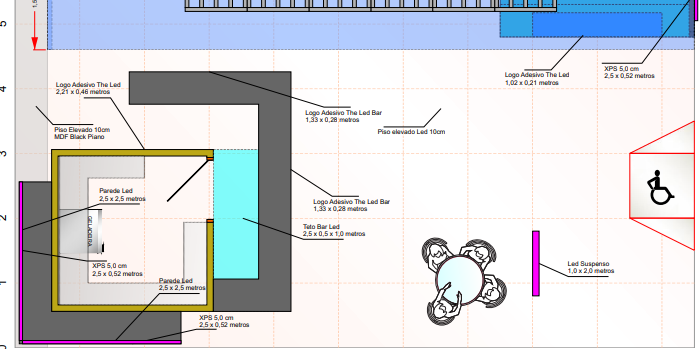 1,5
5
Logo Adesivo The Led
1,02 x 0,21 metros
XPS 5,0 cm
2,5 x 0,52 metros
4
Logo Adesivo The Led
2,21 x 0,46 metros
Logo Adesivo The Led Bar
1,33 x 0,28 metros
Piso Elevado 10cm
MDF Black Piano
Piso elevado Led 10cm
3
Parede Led
2,5 x 2,5 metros
Logo Adesivo The Led Bar
1,33 x 0,28 metros
2
GELADEIRA
Teto Bar Led
2,5 x 0,5 x 1,0 metros
XPS 5,0 cm
2,5 x 0,52 metros
Led Suspenso
1,0 x 2,0 metros
1
Parede Led
2,5 x 2,5 metros
XPS 5,0 cm
2,5 x 0,52 metros
0